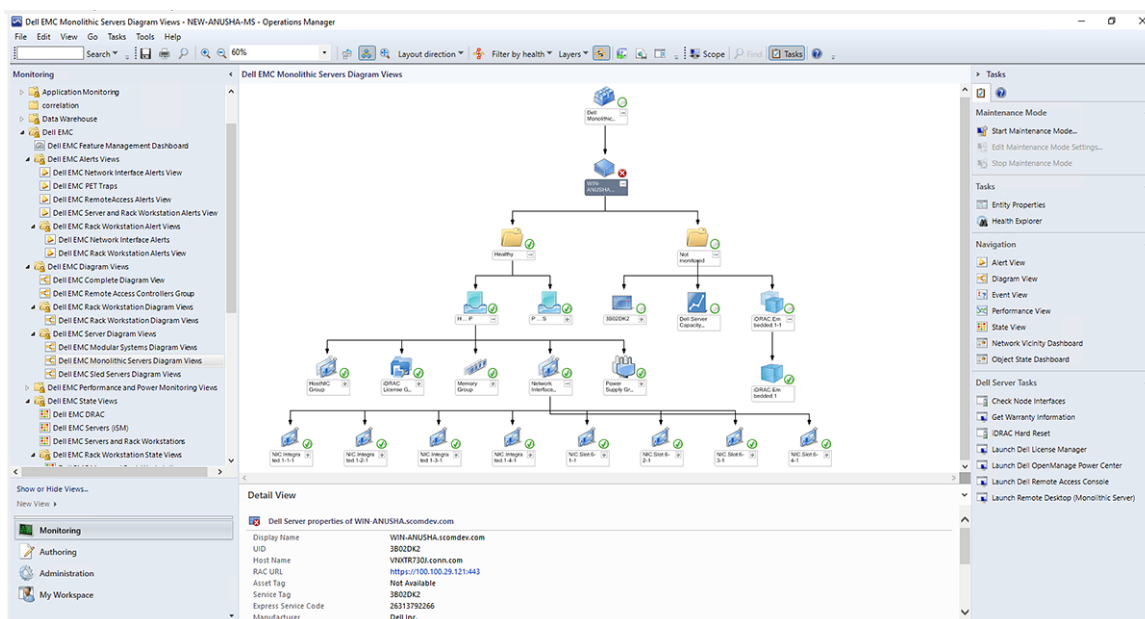 Dell EMC Monolithic Servers Diagram Views - NEW-ANUSHA-MS - Operations Manager
File Edit View Go Tasks Tools Help
Search 60% Layout direction Filter by health Layers Scope Find Tasks
Monitoring
Application Monitoring
correlation
Data Warehouse
Dell EMC
Dell EMC Feature Management Dashboard
Dell EMC Alerts Views
Dell EMC Network Interface Alerts View
Dell EMC PET Traps
Dell EMC RemoteAccess Alerts View
Dell EMC Server and Rack Workstation Alerts View
Dell EMC Rack Workstation Alert Views
Dell EMC Network Interface Alerts
Dell EMC Rack Workstation Alerts View
Dell EMC Diagram Views
Dell EMC Complete Diagram View
Dell EMC Remote Access Controllers Group
Dell EMC Rack Workstation Diagram Views
Dell EMC Rack Workstation Diagram Views
Dell EMC Server Diagram Views
Dell EMC Modular Systems Diagram Views
Dell EMC Monolithic Servers Diagram Views
Dell EMC Sled Servers Diagram Views
Dell EMC Performance and Power Monitoring Views
Dell EMC State Views
Dell EMC DRAC
Dell EMC Servers (iSM)
Dell EMC Servers and Rack Workstations
Dell EMC Rack Workstation State Views
Show or Hide Views...
New View
Monitoring
Authoring
Administration
My Workspace
Dell EMC Monolithic Servers Diagram Views
Dell
Monolithic...
WIN-
ANUSHA...
Healthy
Not
monitored
H... P
P... S
3B02DK2
Dell Server
Capacity...
iDRAC.Em
bedded.1-1
HostNIC
Group
iDRAC
License G...
Memory
Group
Network
Interface...
Power
Supply Gr...
iDRAC.Em
bedded.1
NIC.Integra
ted.1-1-1
NIC.Integra
ted.1-2-1
NIC.Integra
ted.1-3-1
NIC.Integra
ted.1-4-1
NIC.Slot.6-
1-1
NIC.Slot.6-
2-1
NIC.Slot.6-
3-1
NIC.Slot.6-
4-1
Detail View
Dell Server properties of WIN-ANUSHA.scomdev.com
Display Name WIN-ANUSHA.scomdev.com
UID 3B02DK2
Host Name VNXTR730J.conn.com
RAC URL https://100.100.29.121:443
Asset Tag Not Available
Service Tag 3B02DK2
Express Service Code 26313792266
Manufacturer Dell Inc.
Tasks
Maintenance Mode
Start Maintenance Mode...
Edit Maintenance Mode Settings...
Stop Maintenance Mode
Tasks
Entity Properties
Health Explorer
Navigation
Alert View
Diagram View
Event View
Performance View
State View
Network Vicinity Dashboard
Object State Dashboard
Dell Server Tasks
Check Node Interfaces
Get Warranty Information
iDRAC Hard Reset
Launch Dell License Manager
Launch Dell OpenManage Power Center
Launch Dell Remote Access Console
Launch Remote Desktop (Monolithic Server)